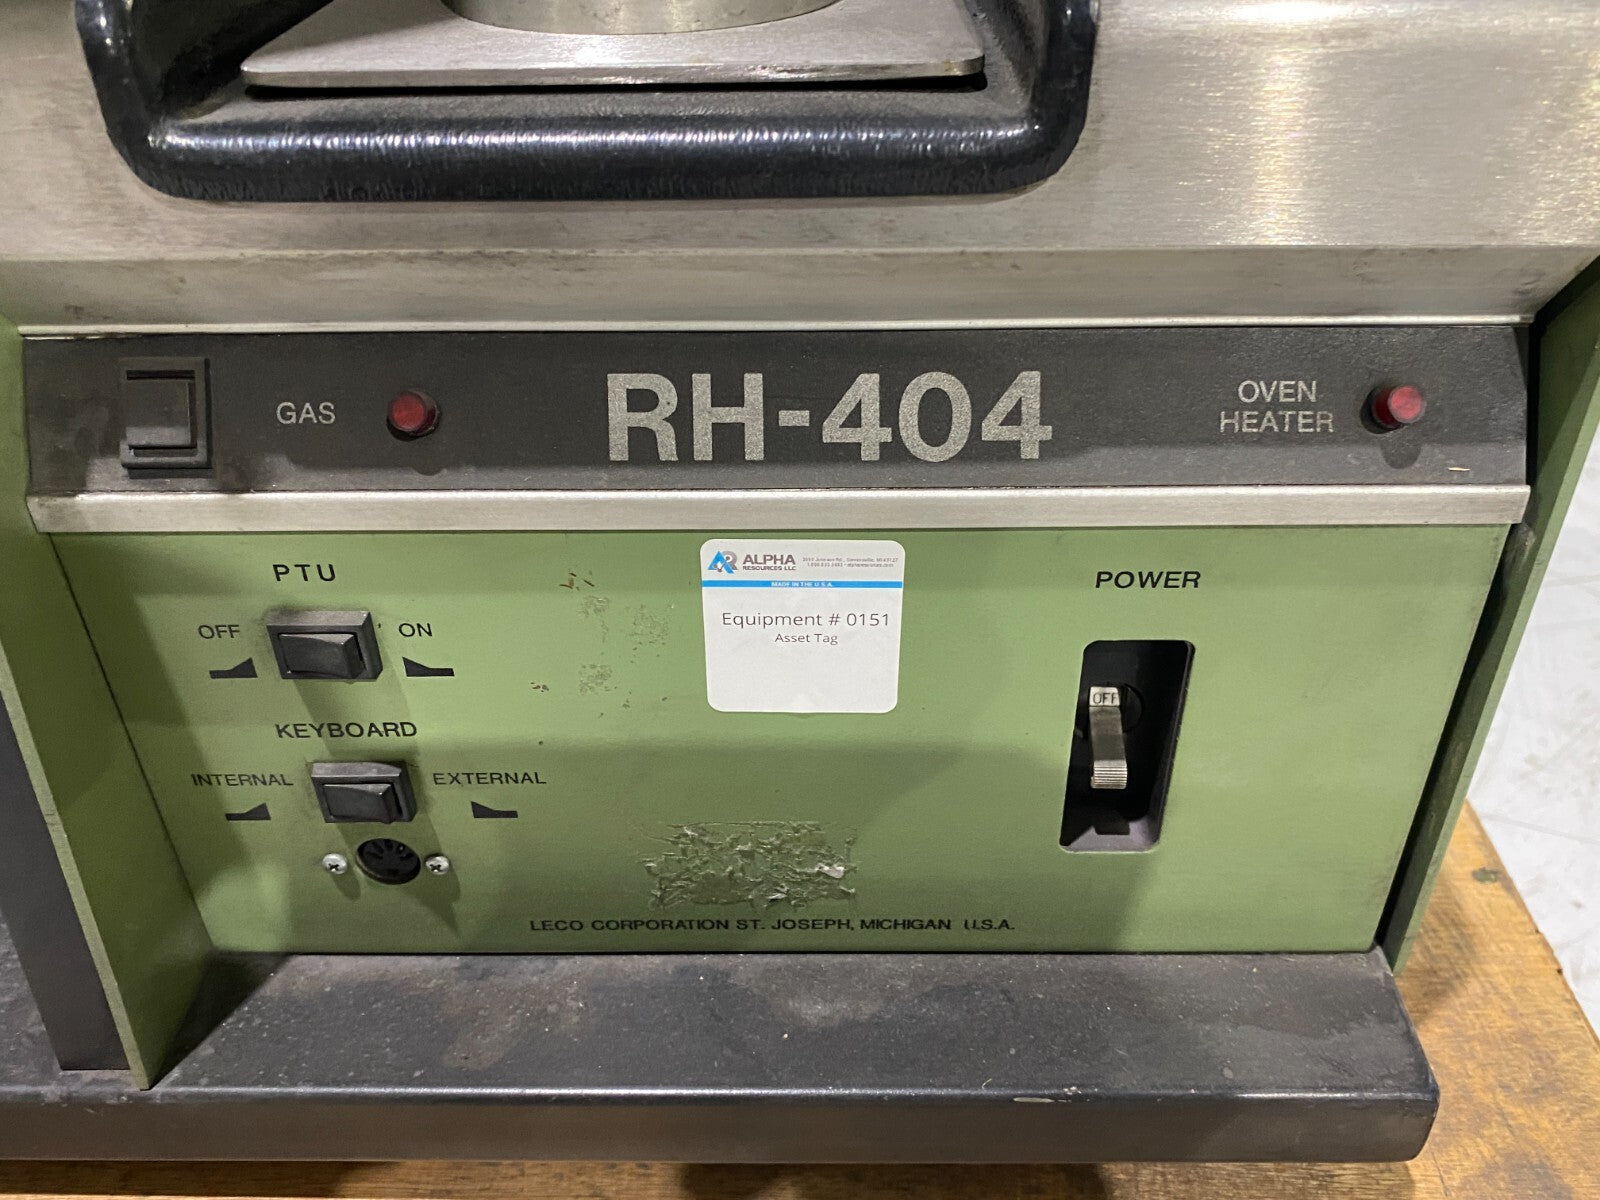 GAS
RH-404
OVEN
HEATER
PTU
OFF
ON
KEYBOARD
INTERNAL
EXTERNAL
ALPHA
RESOURCES LLC
MADE IN THE U.S.A.
Equipment # 0151
Asset Tag
POWER
OFF
LECO CORPORATION ST. JOSEPH, MICHIGAN U.S.A.